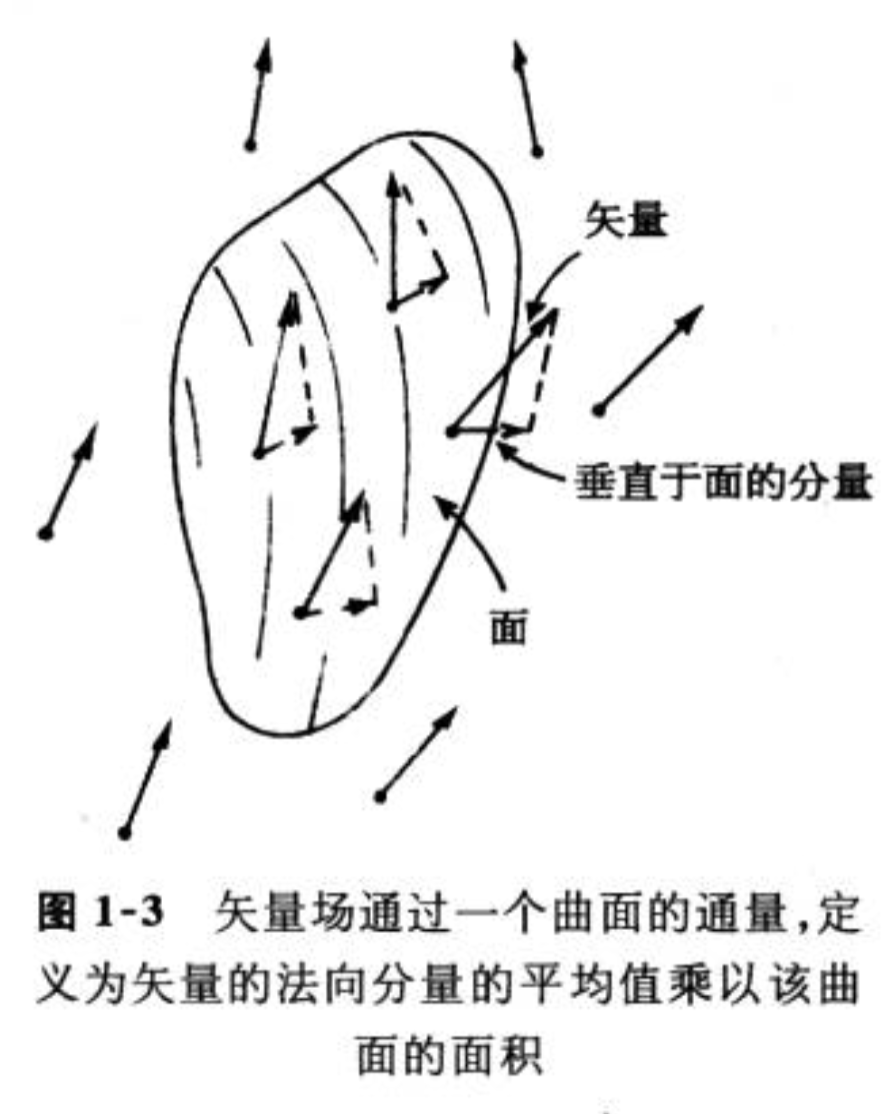 矢量
垂直于面的分量
面
图 1-3 矢量场通过一个曲面的通量,定
义为矢量的法向分量的平均值乘以该曲
面的面积